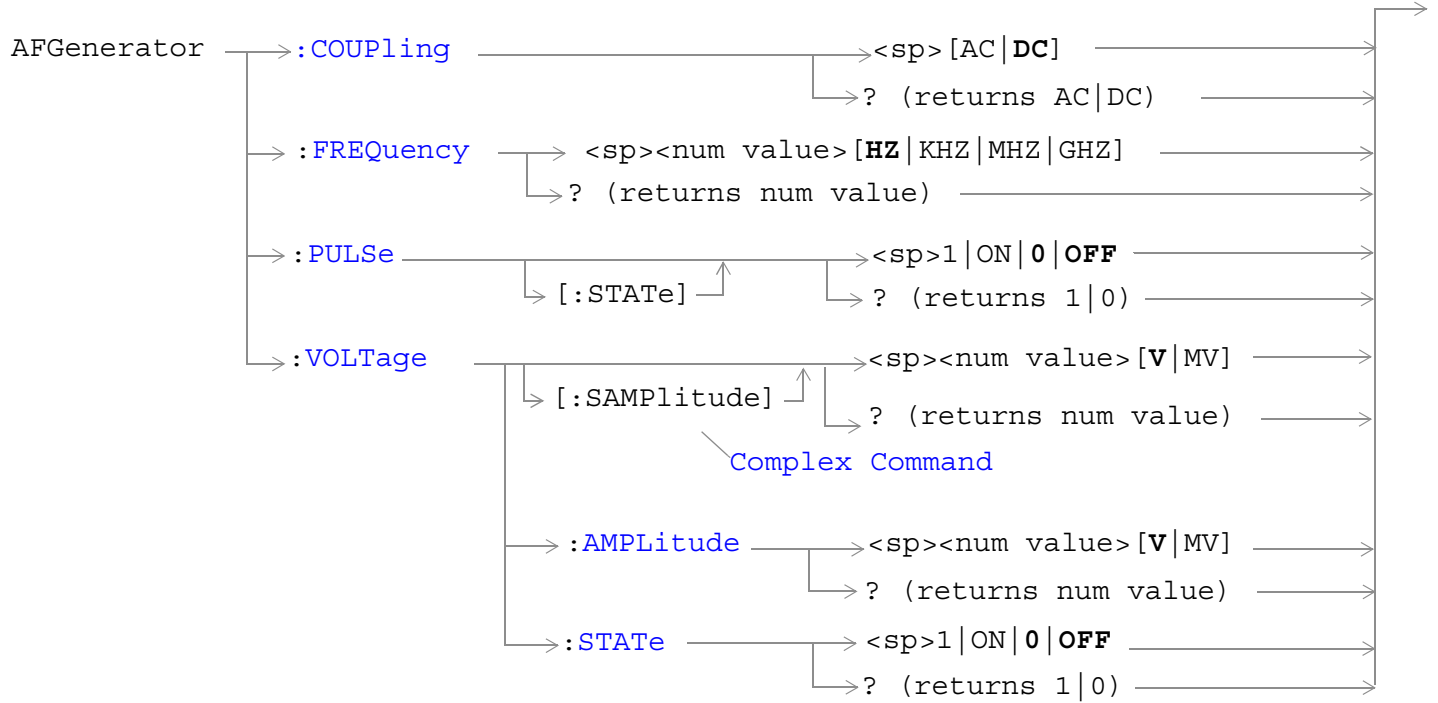 AFGenerator :COUPling <sp>[AC|DC]
? (returns AC|DC)
:FREQuency <sp><num value>[HZ|KHZ|MHZ|GHZ]
? (returns num value)
:PULSe <sp>1|ON|0|OFF
[:STATe] ? (returns 1|0)
:VOLTage <sp><num value>[V|MV]
[:SAMPlitude] ? (returns num value)
Complex Command
:AMPLitude <sp><num value>[V|MV]
? (returns num value)
:STATe <sp>1|ON|0|OFF
? (returns 1|0)